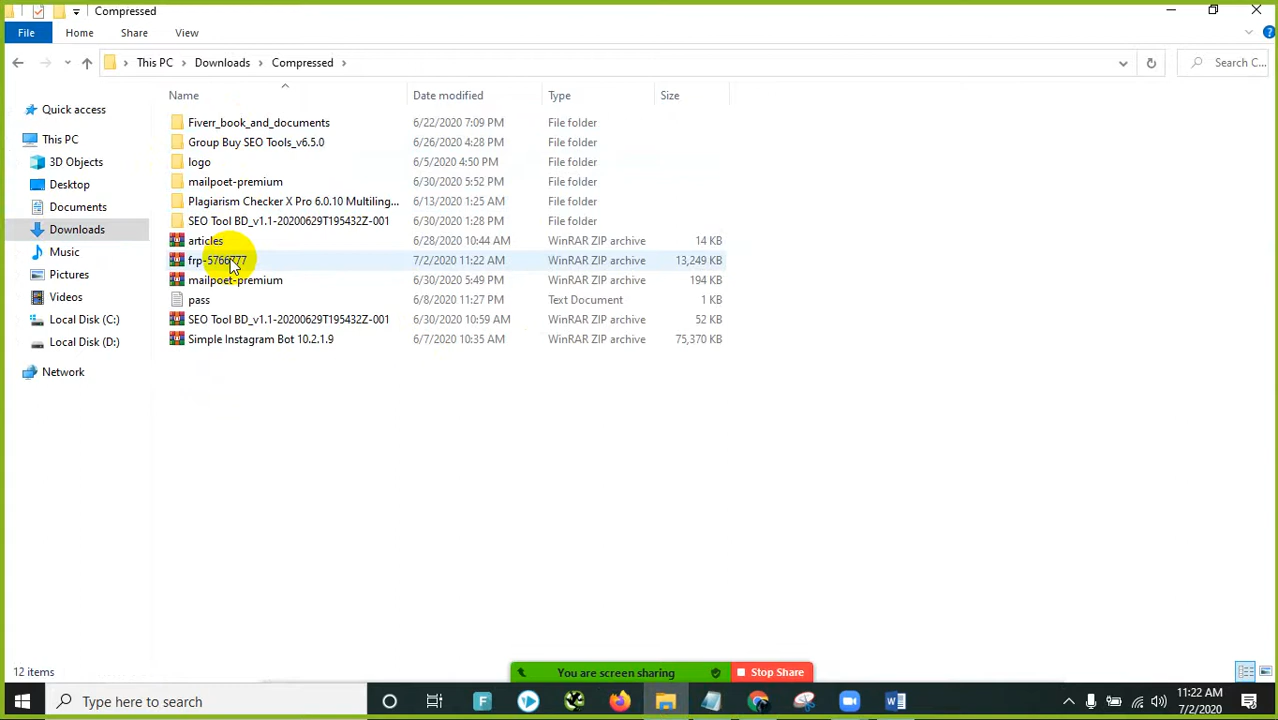 Compressed
File Home Share View
This PC Downloads Compressed Search C...
Name Date modified Type Size
Quick access
This PC
3D Objects
Desktop
Documents
Downloads
Music
Pictures
Videos
Local Disk (C:)
Local Disk (D:)
Network
Fiverr_book_and_documents 6/22/2020 7:09 PM File folder
Group Buy SEO Tools_v6.5.0 6/26/2020 4:28 PM File folder
logo 6/5/2020 4:50 PM File folder
mailpoet-premium 6/30/2020 5:52 PM File folder
Plagiarism Checker X Pro 6.0.10 Multiling... 6/13/2020 1:25 AM File folder
SEO Tool BD_v1.1-20200629T195432Z-001 6/30/2020 1:28 PM File folder
articles 6/28/2020 10:44 AM WinRAR ZIP archive 14 KB
frp-5766777 7/2/2020 11:22 AM WinRAR ZIP archive 13,249 KB
mailpoet-premium 6/30/2020 5:49 PM WinRAR ZIP archive 194 KB
pass 6/8/2020 11:27 PM Text Document 1 KB
SEO Tool BD_v1.1-20200629T195432Z-001 6/30/2020 10:59 AM WinRAR ZIP archive 52 KB
Simple Instagram Bot 10.2.1.9 6/7/2020 10:35 AM WinRAR ZIP archive 75,370 KB
12 items
You are screen sharing Stop Share
Type here to search
11:22 AM
7/2/2020